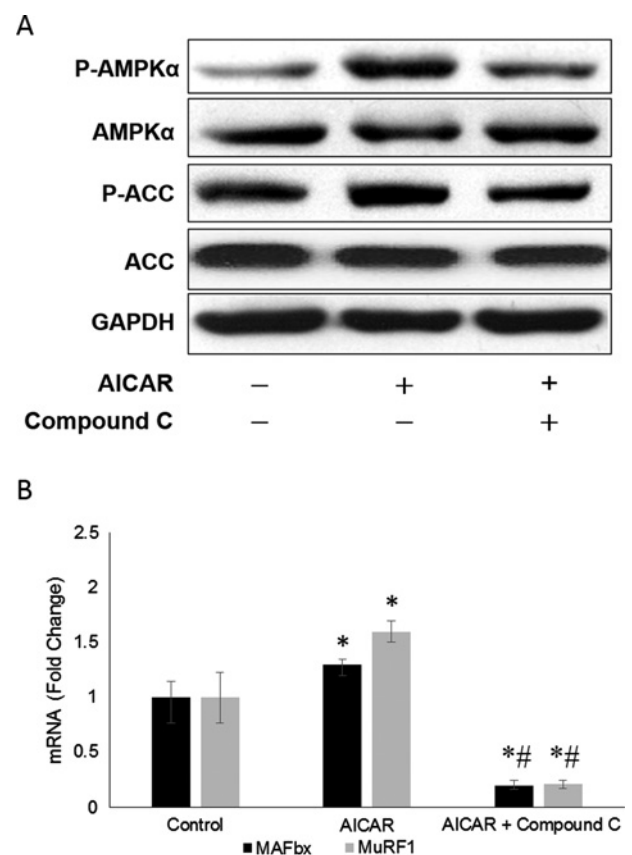 A
P-AMPKα
AMPKα
P-ACC
ACC
GAPDH
AICAR − + +
Compound C − − +
B
mRNA (Fold Change)
2.5
2
1.5
1
0.5
0
* *
*# *#
Control AICAR AICAR + Compound C
MAFbx MuRF1